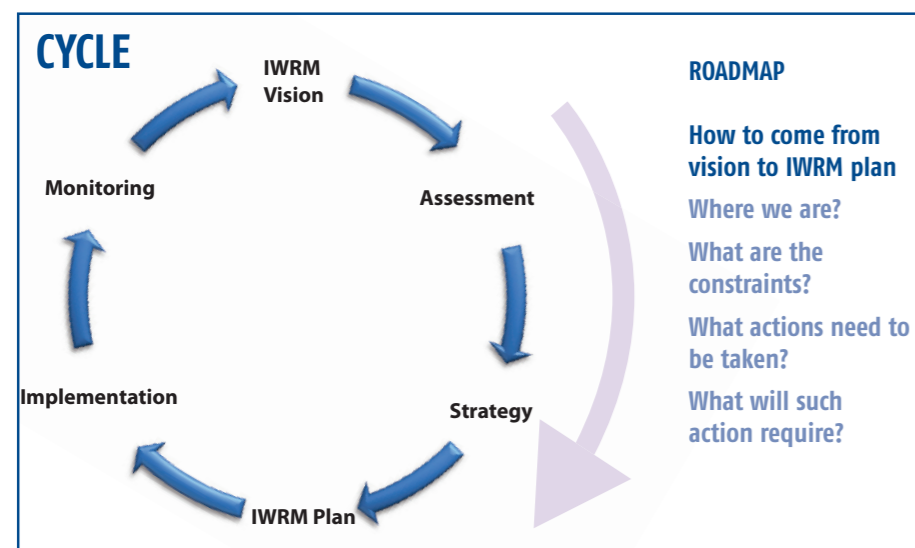 CYCLE
IWRM
Vision
Assessment
Strategy
IWRM Plan
Implementation
Monitoring
ROADMAP
How to come from
vision to IWRM plan
Where we are?
What are the
constraints?
What actions need to
be taken?
What will such
action require?